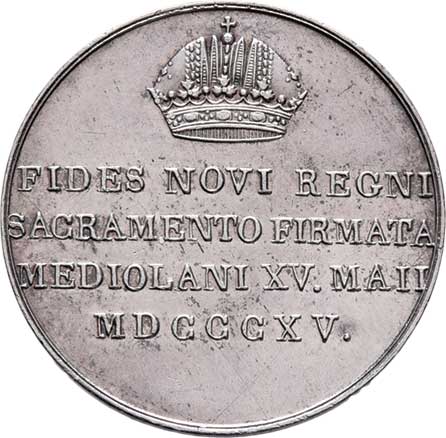 FIDES NOVI REGNI
SACRAMENTO FIRMATA
MEDIOLANI XV. MAII
MDCCCXV.